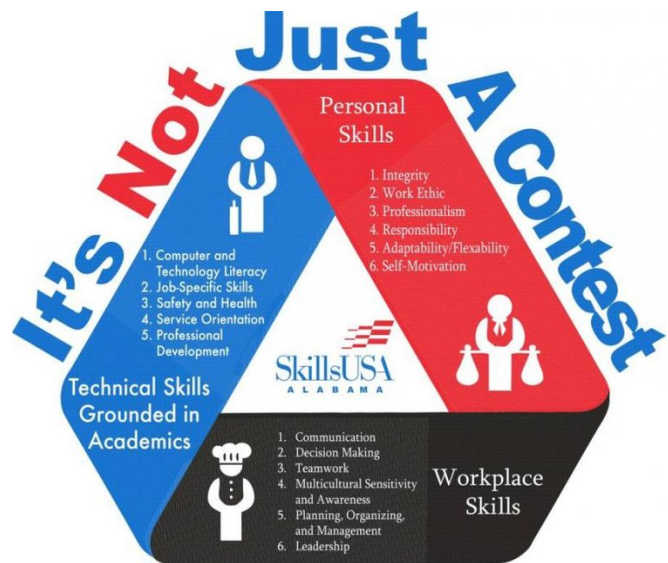 It's Not Just A Contest
Personal
Skills
1. Integrity
2. Work Ethic
3. Professionalism
4. Responsibility
5. Adaptability/Flexability
6. Self-Motivation
1. Computer and
Technology Literacy
2. Job-Specific Skills
3. Safety and Health
4. Service Orientation
5. Professional
Development
Technical Skills
Grounded in
Academics
SkillsUSA
ALABAMA
1. Communication
2. Decision Making
3. Teamwork
4. Multicultural Sensitivity
and Awareness
5. Planning, Organizing,
and Management
6. Leadership
Workplace
Skills